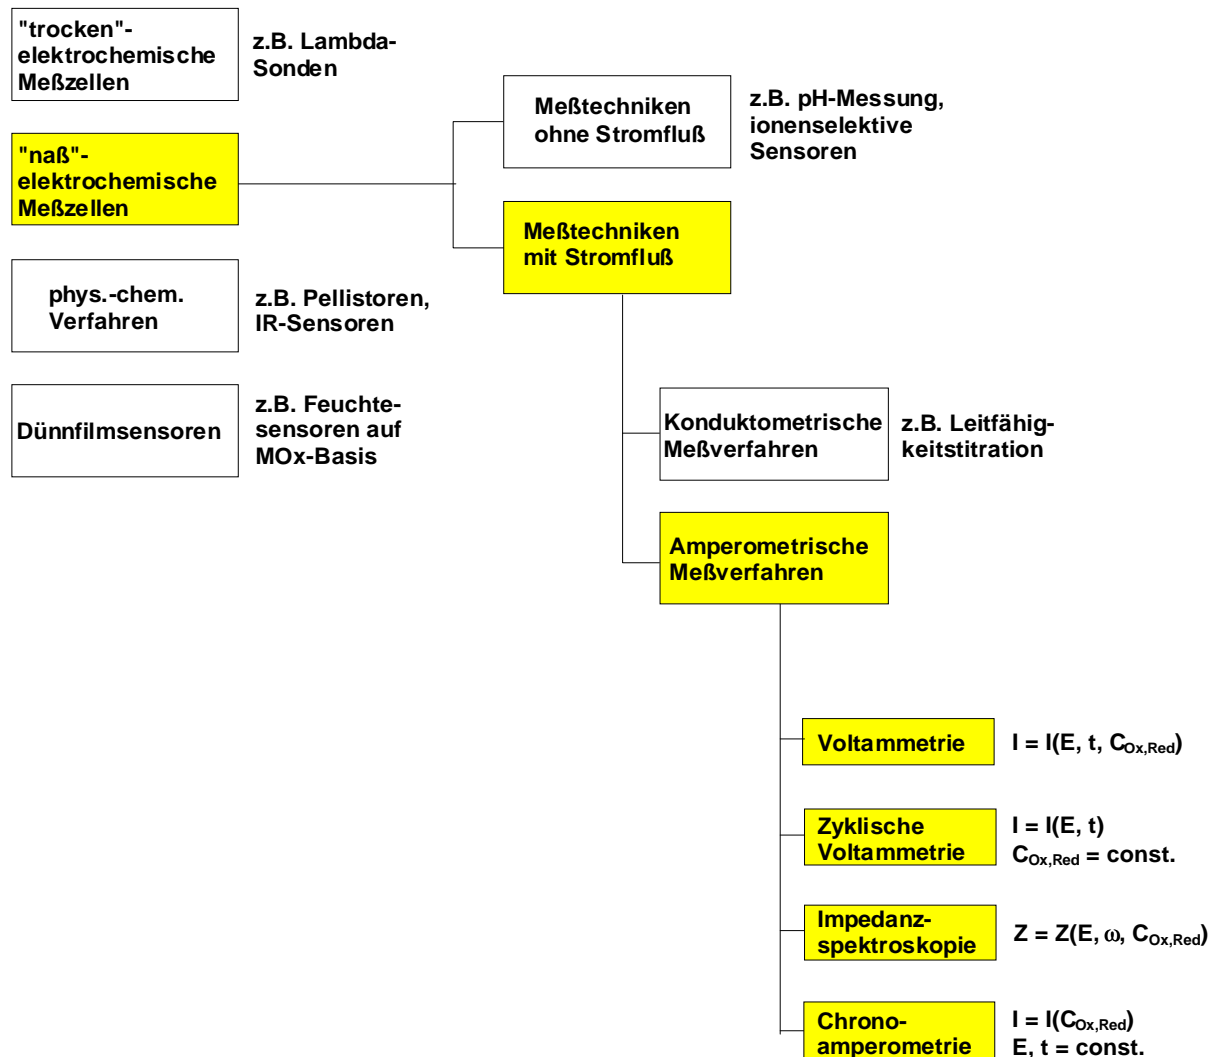 "trocken"-
elektrochemische
Meßzellen
z.B. Lambda-
Sonden
"naß"-
elektrochemische
Meßzellen
Meßtechniken
ohne Stromfluß
z.B. pH-Messung,
ionenselektive
Sensoren
Meßtechniken
mit Stromfluß
phys.-chem.
Verfahren
z.B. Pellistoren,
IR-Sensoren
Dünnfilmsensoren
z.B. Feuchte-
sensoren auf
MOx-Basis
Konduktometrische
Meßverfahren
z.B. Leitfähig-
keitstitration
Amperometrische
Meßverfahren
Voltammetrie
I = I(E, t, COx,Red)
Zyklische
Voltammetrie
I = I(E, t)
COx,Red = const.
Impedanz-
spektroskopie
Z = Z(E, ω, COx,Red)
Chrono-
amperometrie
I = I(COx,Red)
E, t = const.